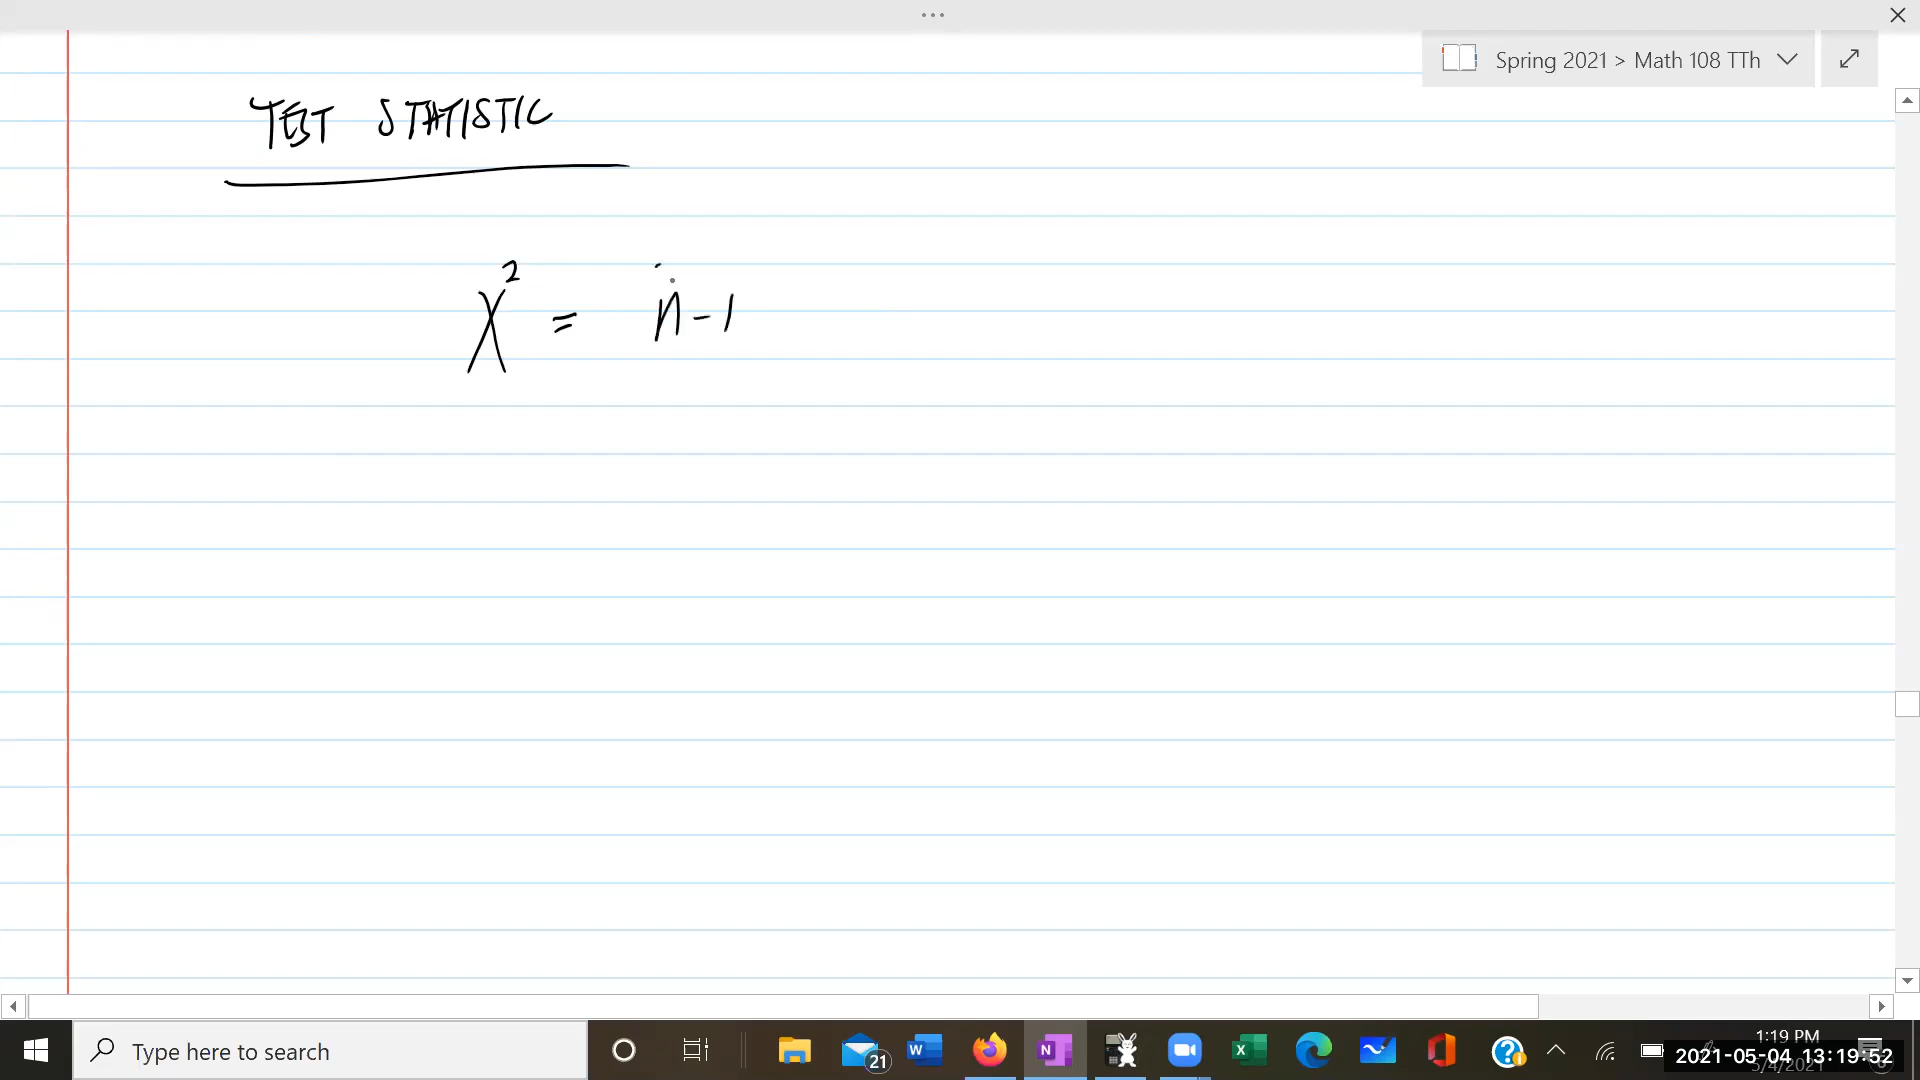 Spring 2021 > Math 108 TTh
TEST STATISTIC
X² = n-1
Type here to search
21
1:19 PM
2021-05-04 13:19:52